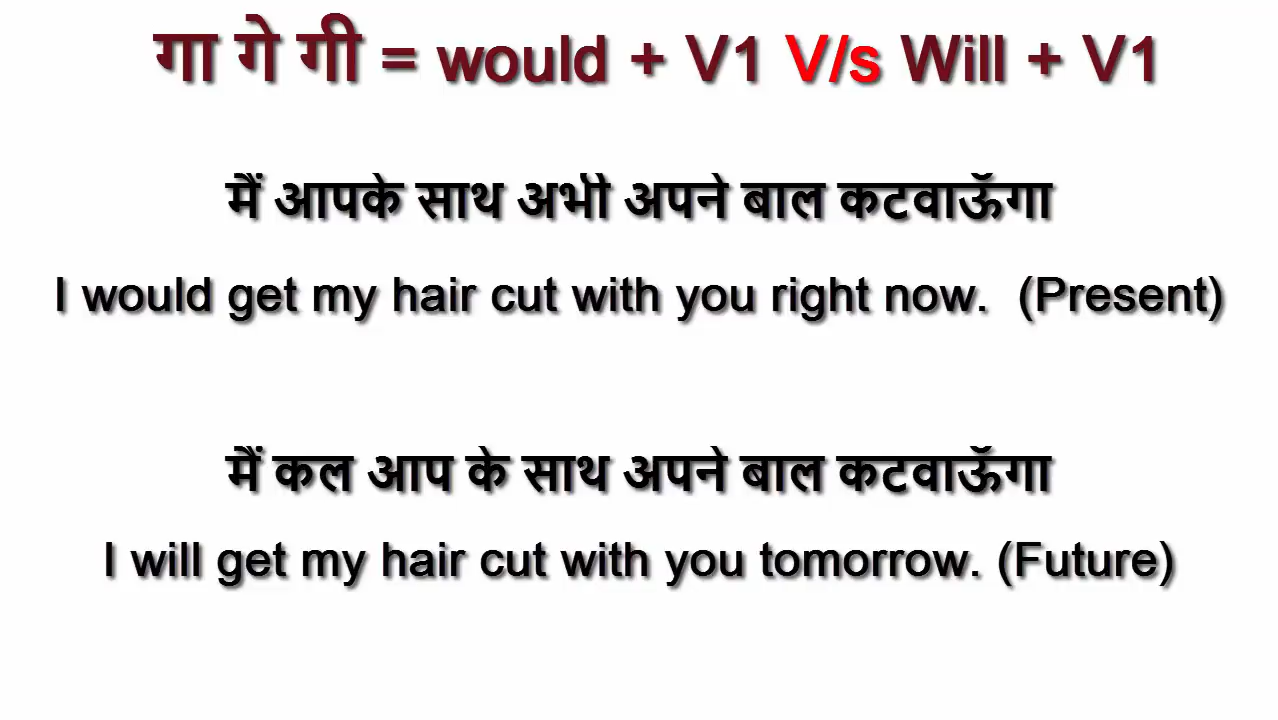 गा गे गी = would + V1 V/s Will + V1
मैं आपके साथ अभी अपने बाल कटवाऊॅंगा
I would get my hair cut with you right now. (Present)
मैं कल आप के साथ अपने बाल कटवाऊॅंगा
I will get my hair cut with you tomorrow. (Future)